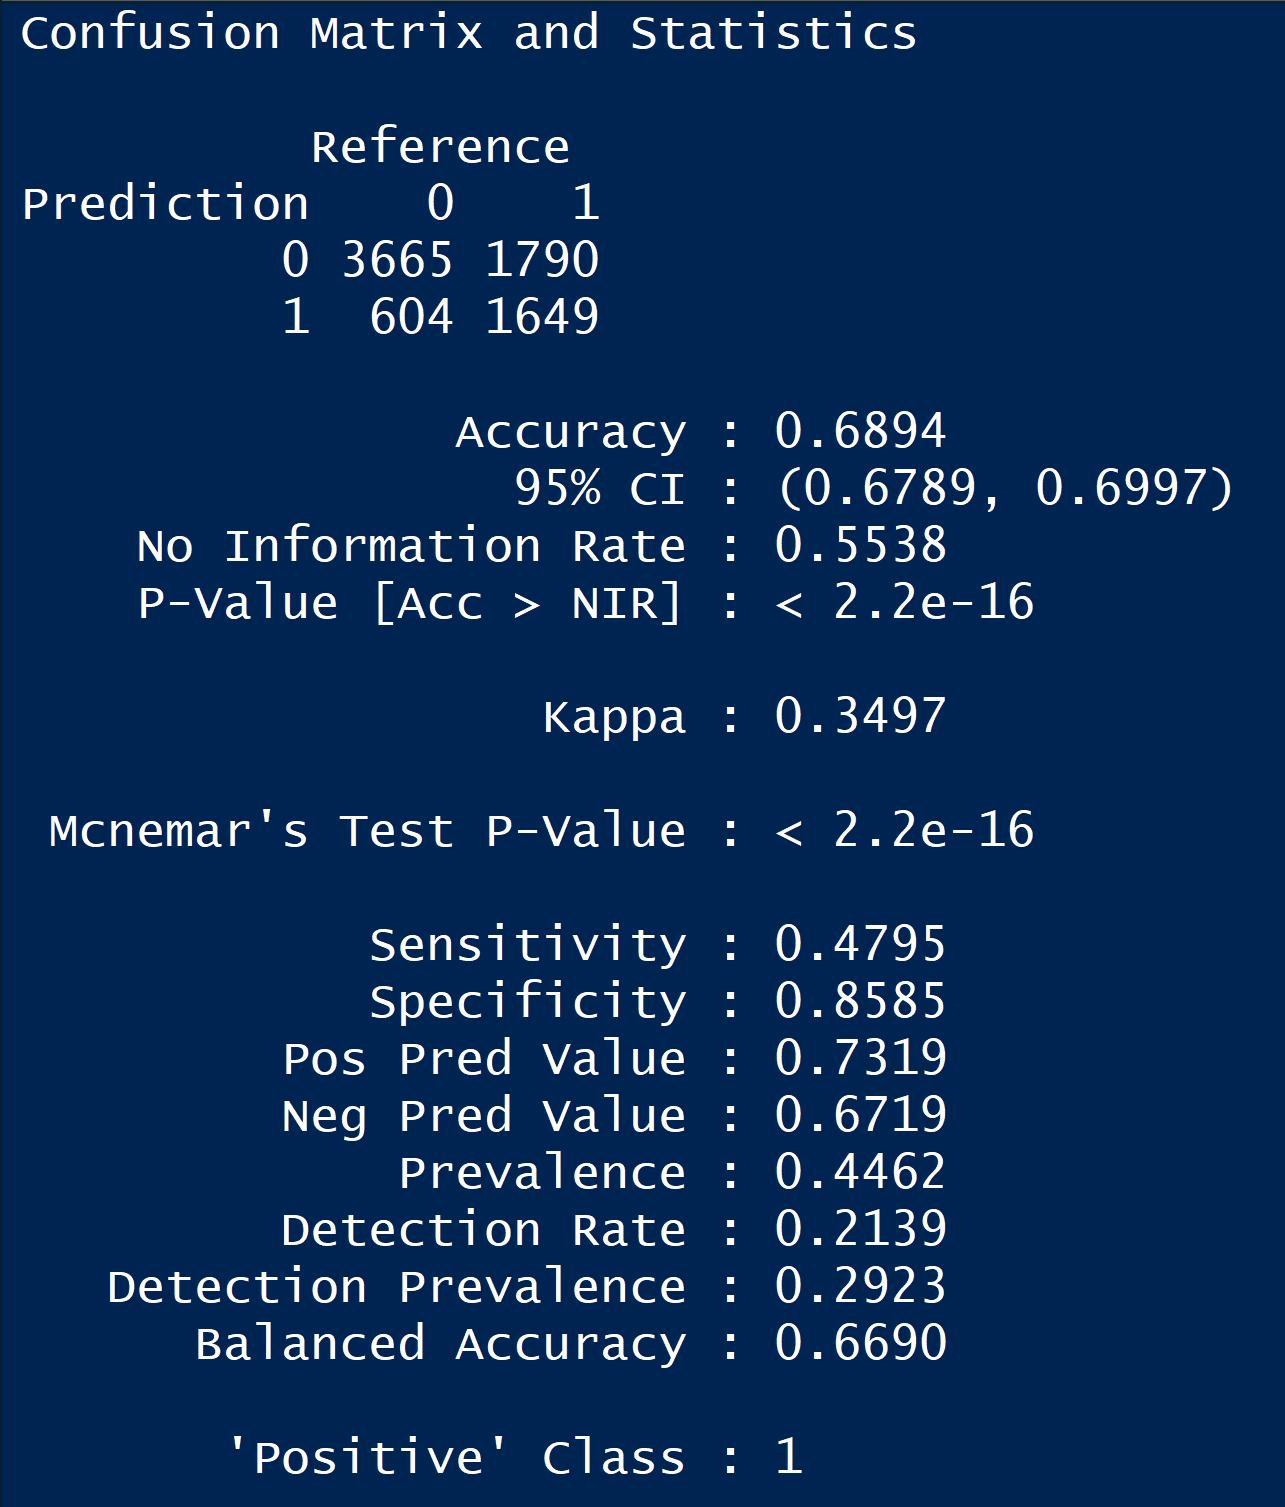 Confusion Matrix and Statistics
Reference
Prediction 0 1
0 3665 1790
1 604 1649
Accuracy : 0.6894
95% CI : (0.6789, 0.6997)
No Information Rate : 0.5538
P-Value [Acc > NIR] : < 2.2e-16
Kappa : 0.3497
Mcnemar's Test P-Value : < 2.2e-16
Sensitivity : 0.4795
Specificity : 0.8585
Pos Pred Value : 0.7319
Neg Pred Value : 0.6719
Prevalence : 0.4462
Detection Rate : 0.2139
Detection Prevalence : 0.2923
Balanced Accuracy : 0.6690
'Positive' Class : 1